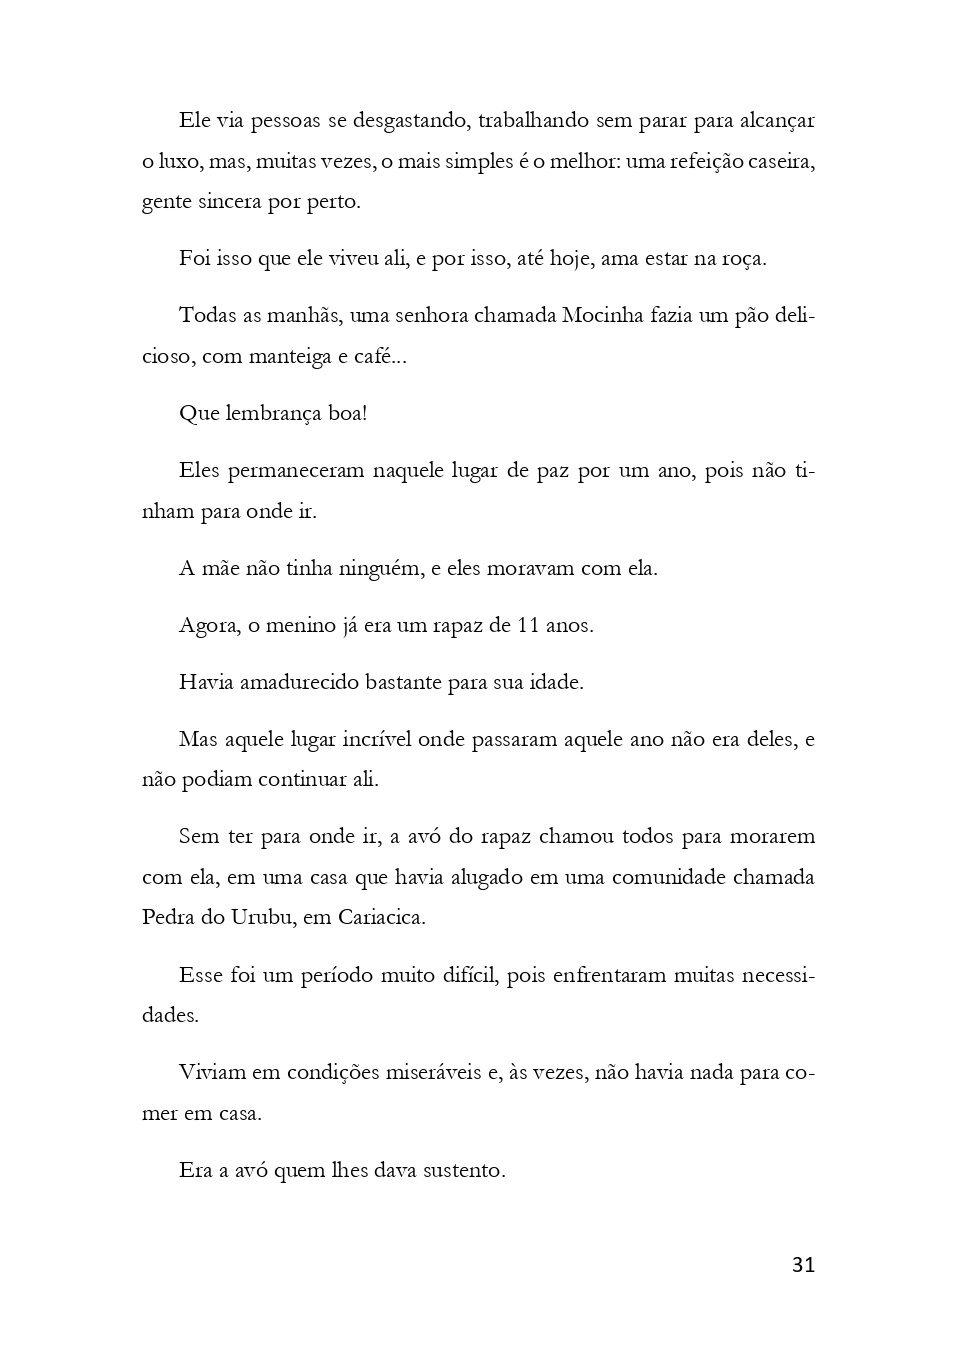 Ele via pessoas se desgastando, trabalhando sem parar para alcançar
o luxo, mas, muitas vezes, o mais simples é o melhor: uma refeição caseira,
gente sincera por perto.
Foi isso que ele viveu ali, e por isso, até hoje, ama estar na roça.
Todas as manhãs, uma senhora chamada Mocinha fazia um pão deli-
cioso, com manteiga e café...
Que lembrança boa!
Eles permaneceram naquele lugar de paz por um ano, pois não ti-
nham para onde ir.
A mãe não tinha ninguém, e eles moravam com ela.
Agora, o menino já era um rapaz de 11 anos.
Havia amadurecido bastante para sua idade.
Mas aquele lugar incrível onde passaram aquele ano não era deles, e
não podiam continuar ali.
Sem ter para onde ir, a avó do rapaz chamou todos para morarem
com ela, em uma casa que havia alugado em uma comunidade chamada
Pedra do Urubu, em Cariacica.
Esse foi um período muito difícil, pois enfrentaram muitas necessi-
dades.
Viviam em condições miseráveis e, às vezes, não havia nada para co-
mer em casa.
Era a avó quem lhes dava sustento.
31